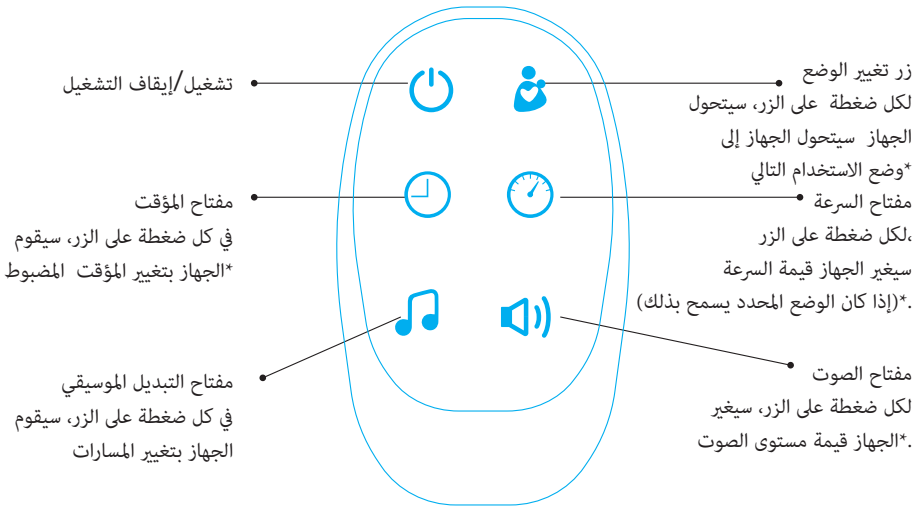 زر تغيير الوضع
لكل ضغطة على الزر، سيتحول
الجهاز سيتحول الجهاز إلى
*وضع الاستخدام التالي
مفتاح السرعة
،لكل ضغطة على الزر
سيغير الجهاز قيمة السرعة
.*(إذا كان الوضع المحدد يسمح بذلك)
مفتاح الصوت
لكل ضغطة على الزر، سيغير
.*الجهاز قيمة مستوى الصوت
تشغيل/إيقاف التشغيل
مفتاح المؤقت
في كل ضغطة على الزر، سيقوم
*الجهاز بتغيير المؤقت المضبوط
مفتاح التبديل الموسيقي
في كل ضغطة على الزر، سيقوم
الجهاز بتغيير المسارات